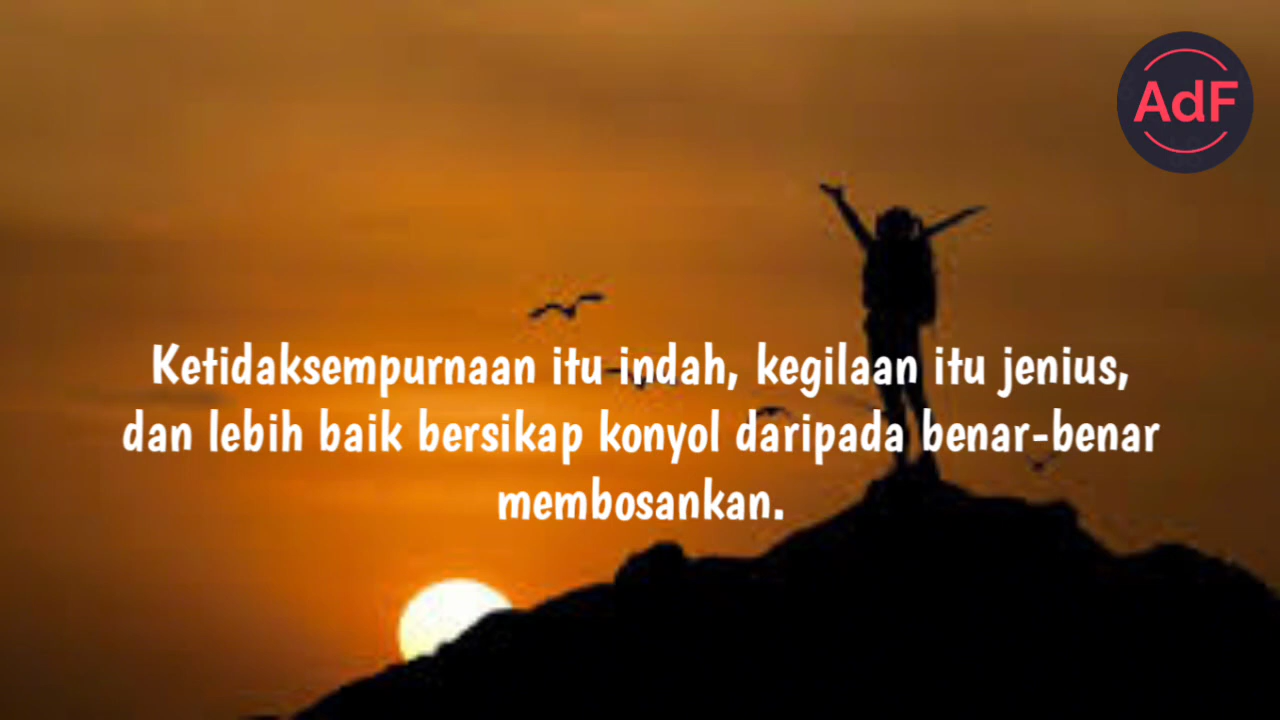 AdF
Ketidaksempurnaan itu indah, kegilaan itu jenius,
dan lebih baik bersikap konyol daripada benar-benar
membosankan.